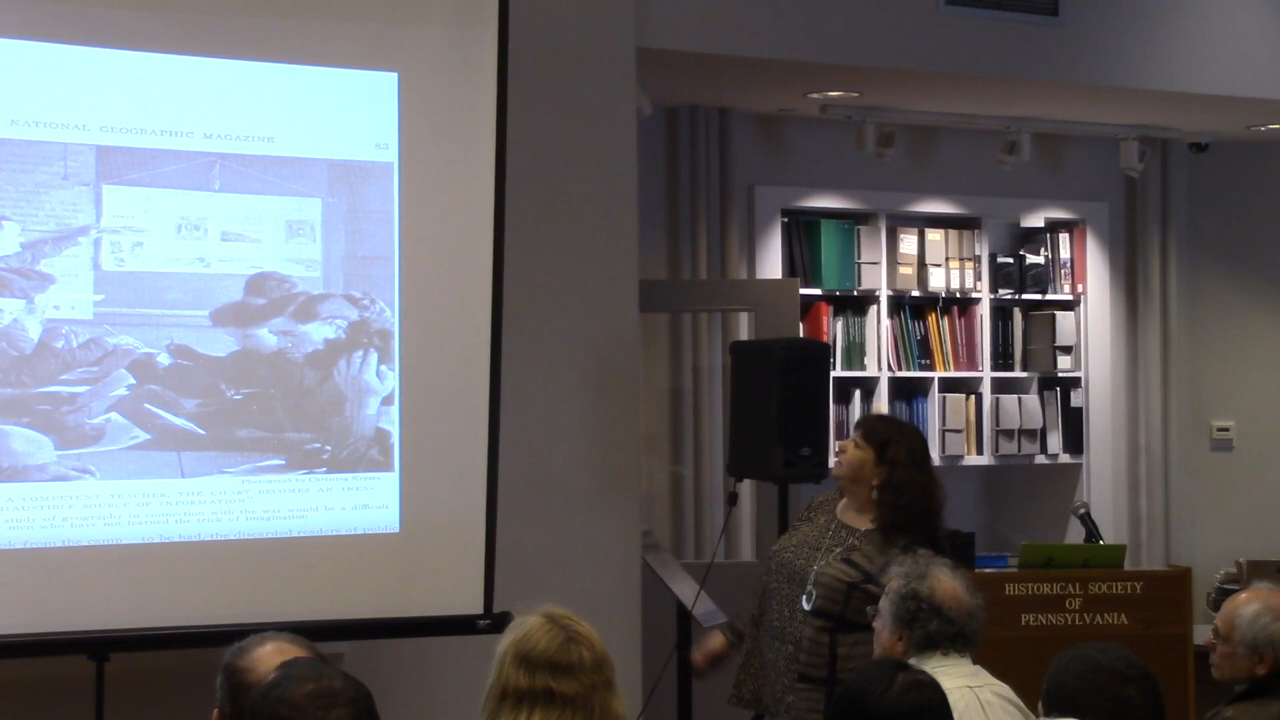 NATIONAL GEOGRAPHIC MAGAZINE 83
Photograph by Christina Krysto
A COMPETENT TEACHER, THE CHART BECOMES AN INEX-
HAUSTIBLE SOURCE OF INFORMATION"
study of geography in connection with the war would be a difficult
men who have not learned the trick of imagination
ok from the camp to be had, the discarded readers of public
HISTORICAL SOCIETY
OF
PENNSYLVANIA